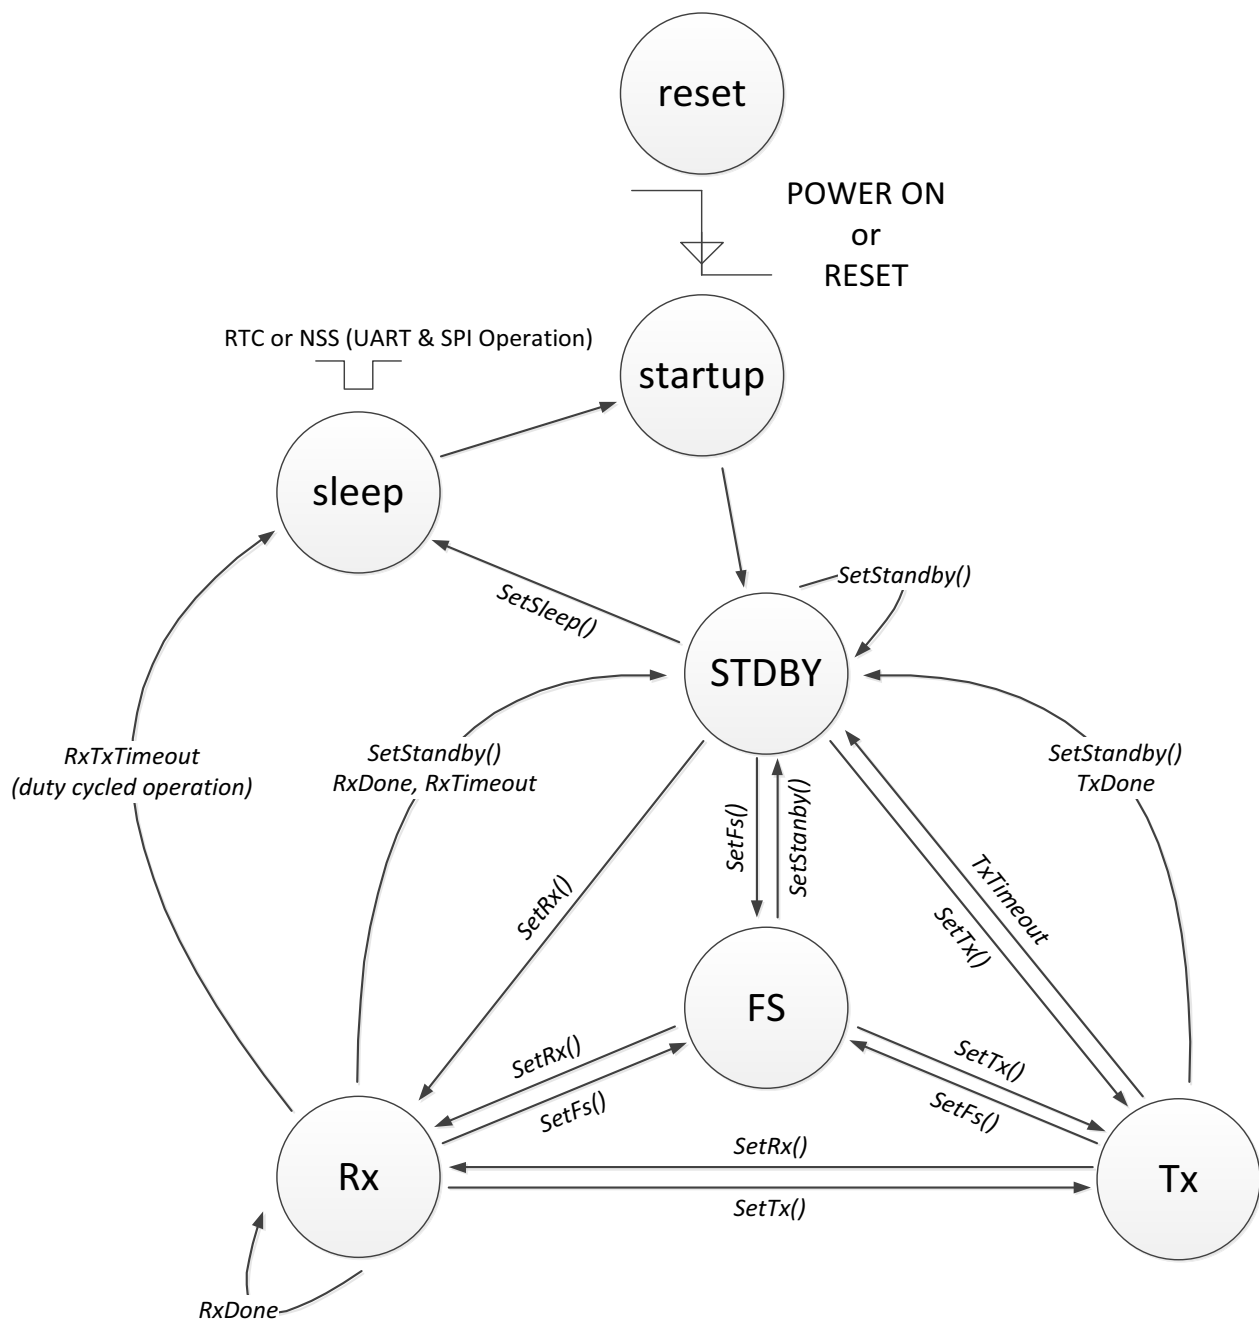 reset
POWER ON
or
RESET
RTC or NSS (UART & SPI Operation)
startup
sleep
SetStandby()
SetSleep()
STDBY
RxTxTimeout
(duty cycled operation)
SetStandby()
RxDone, RxTimeout
SetStandby()
TxDone
SetFs()
SetStanby()
SetRx()
TxTimeout
SetTx()
FS
SetRx()
SetFs()
SetTx()
SetFs()
SetRx()
Rx
Tx
SetTx()
RxDone